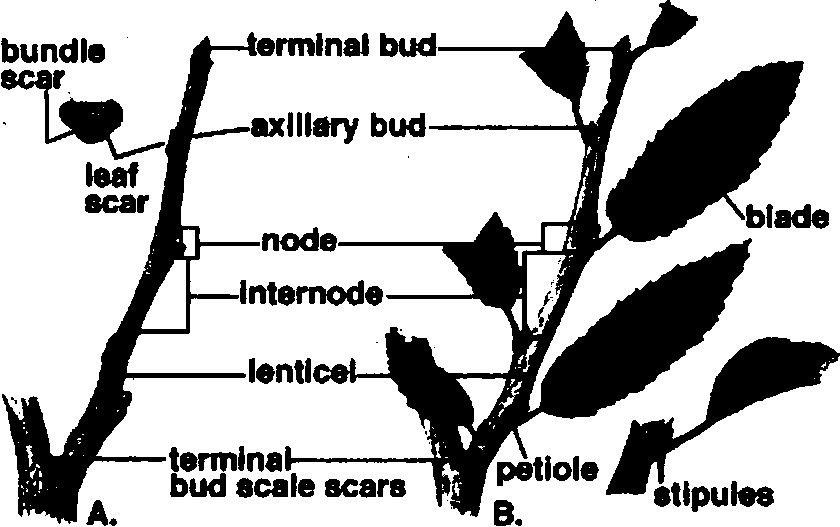 terminal bud
bundle
scar
axillary bud
leaf
scar
blade
node
internode
lenticel
terminal
bud scale scars
petiole
stipules
A.
B.